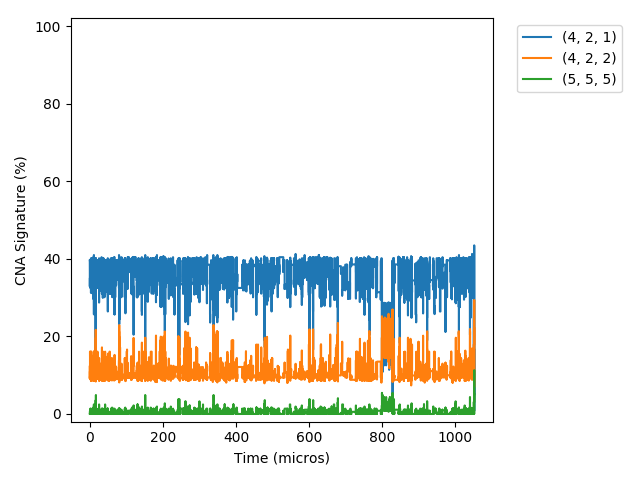 100
80
60
40
20
0
CNA Signature (%)
0 200 400 600 800 1000
Time (micros)
(4, 2, 1)
(4, 2, 2)
(5, 5, 5)